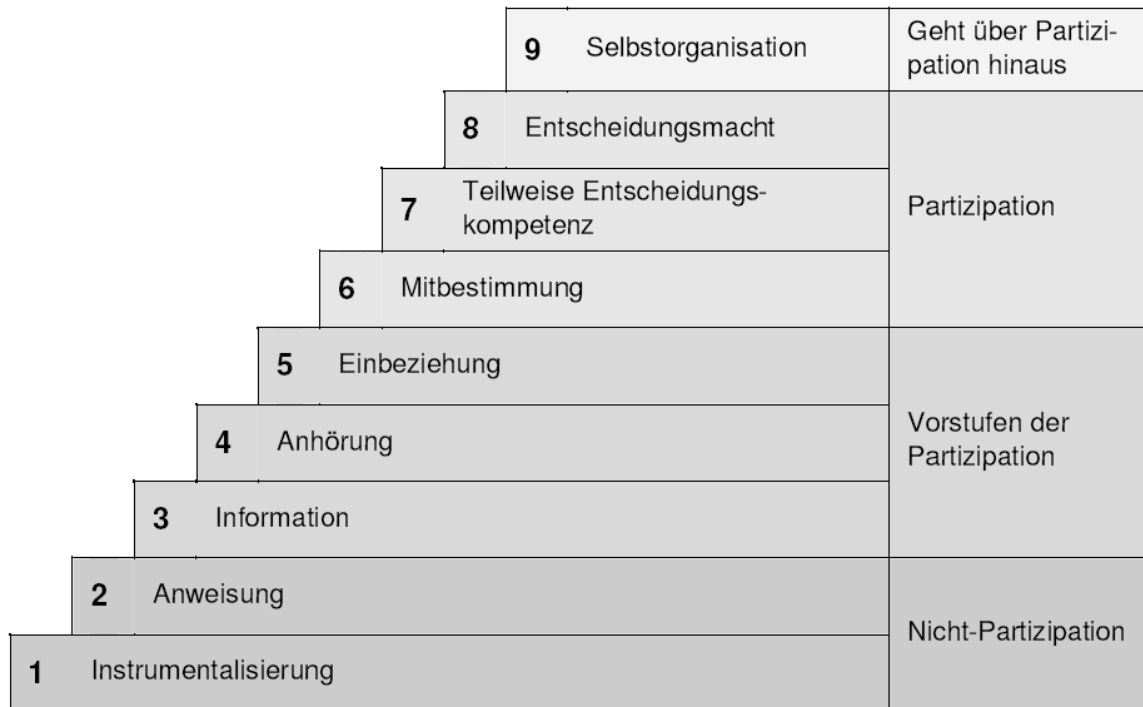 9 Selbstorganisation
Geht über Partizi-
pation hinaus
8 Entscheidungsmacht
7 Teilweise Entscheidungs-
kompetenz
Partizipation
6 Mitbestimmung
5 Einbeziehung
4 Anhörung
Vorstufen der
Partizipation
3 Information
2 Anweisung
Nicht-Partizipation
1 Instrumentalisierung